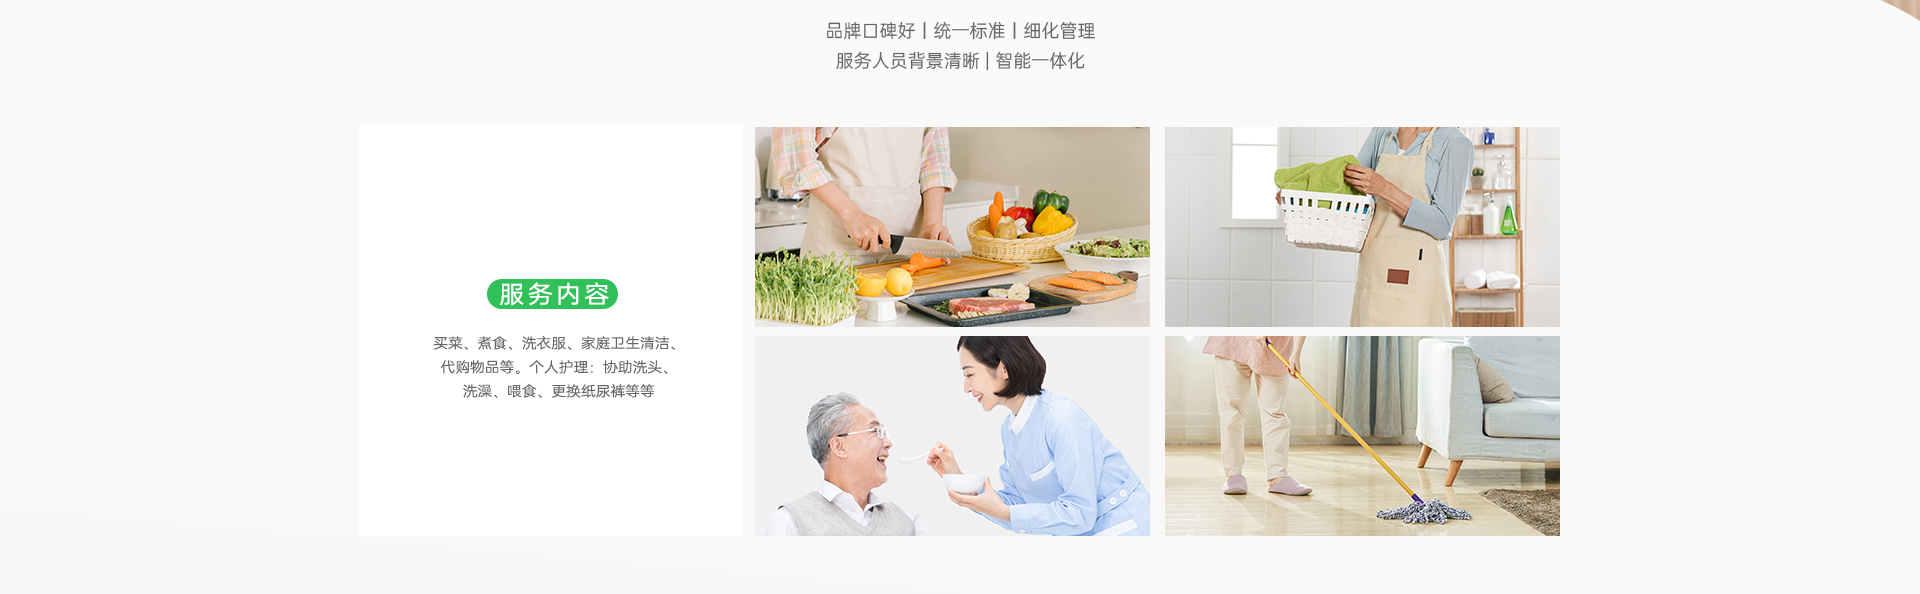 品牌口碑好 | 统一标准 | 细化管理
服务人员背景清晰 | 智能一体化
服务内容
买菜、煮食、洗衣服、家庭卫生清洁、
代购物品等。个人护理：协助洗头、
洗澡、喂食、更换纸尿裤等等